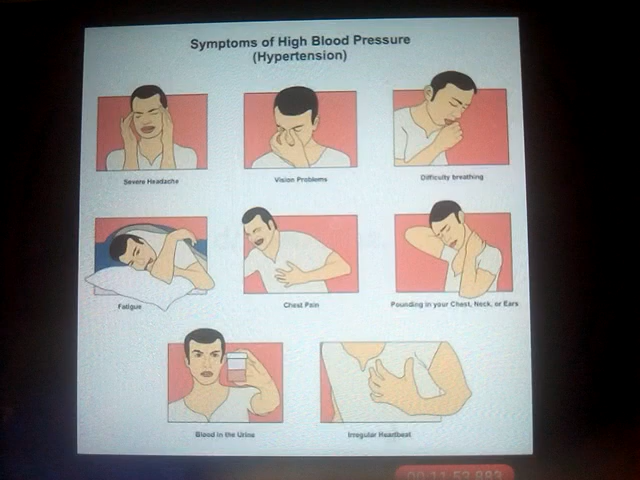 Symptoms of High Blood Pressure
(Hypertension)
Severe Headache
Vision Problems
Difficulty breathing
Fatigue
Chest Pain
Pounding in your Chest, Neck, or Ears
Blood in the Urine
Irregular Heartbeat